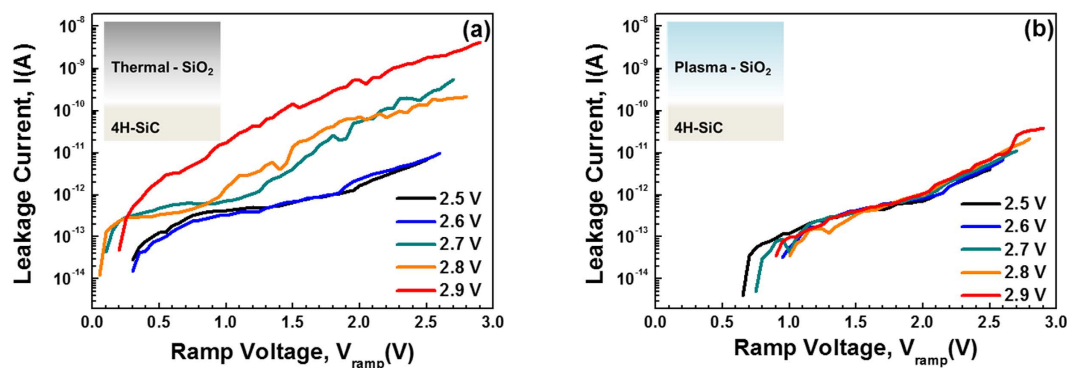 (a)
Leakage Current, I(A)
10⁻⁸
10⁻⁹
10⁻¹⁰
10⁻¹¹
10⁻¹²
10⁻¹³
10⁻¹⁴
Thermal - SiO₂
4H-SiC
2.5 V
2.6 V
2.7 V
2.8 V
2.9 V
0.0 0.5 1.0 1.5 2.0 2.5 3.0
Ramp Voltage, V_ramp(V)
(b)
Leakage Current, I(A)
10⁻⁸
10⁻⁹
10⁻¹⁰
10⁻¹¹
10⁻¹²
10⁻¹³
10⁻¹⁴
Plasma - SiO₂
4H-SiC
2.5 V
2.6 V
2.7 V
2.8 V
2.9 V
0.0 0.5 1.0 1.5 2.0 2.5 3.0
Ramp Voltage, V_ramp(V)